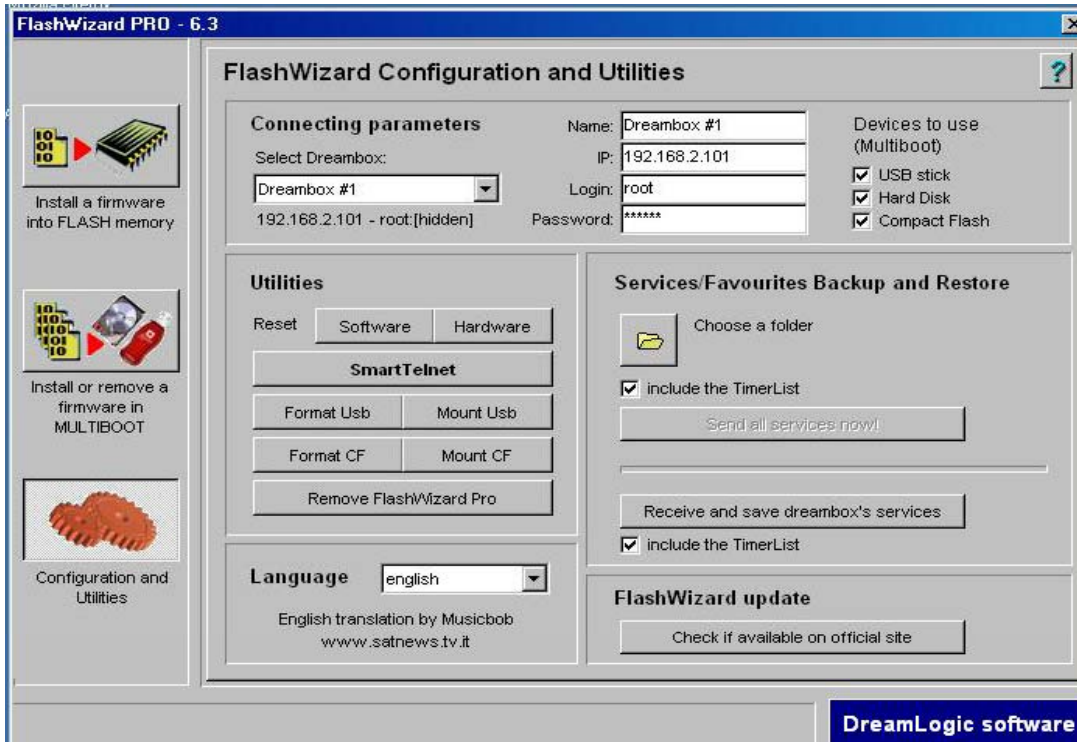 FlashWizard PRO - 6.3
FlashWizard Configuration and Utilities
?
Install a firmware
into FLASH memory
Install or remove a
firmware in
MULTIBOOT
Configuration and
Utilities
Connecting parameters
Select Dreambox:
Dreambox #1
192.168.2.101 - root:[hidden]
Name: Dreambox #1
IP: 192.168.2.101
Login: root
Password: ******
Devices to use
(Multiboot)
USB stick
Hard Disk
Compact Flash
Utilities
Reset Software Hardware
SmartTelnet
Format Usb Mount Usb
Format CF Mount CF
Remove FlashWizard Pro
Language english
English translation by Musicbob
www.satnews.tv.it
Services/Favourites Backup and Restore
Choose a folder
include the TimerList
Send all services now!
Receive and save dreambox's services
include the TimerList
FlashWizard update
Check if available on official site
DreamLogic software